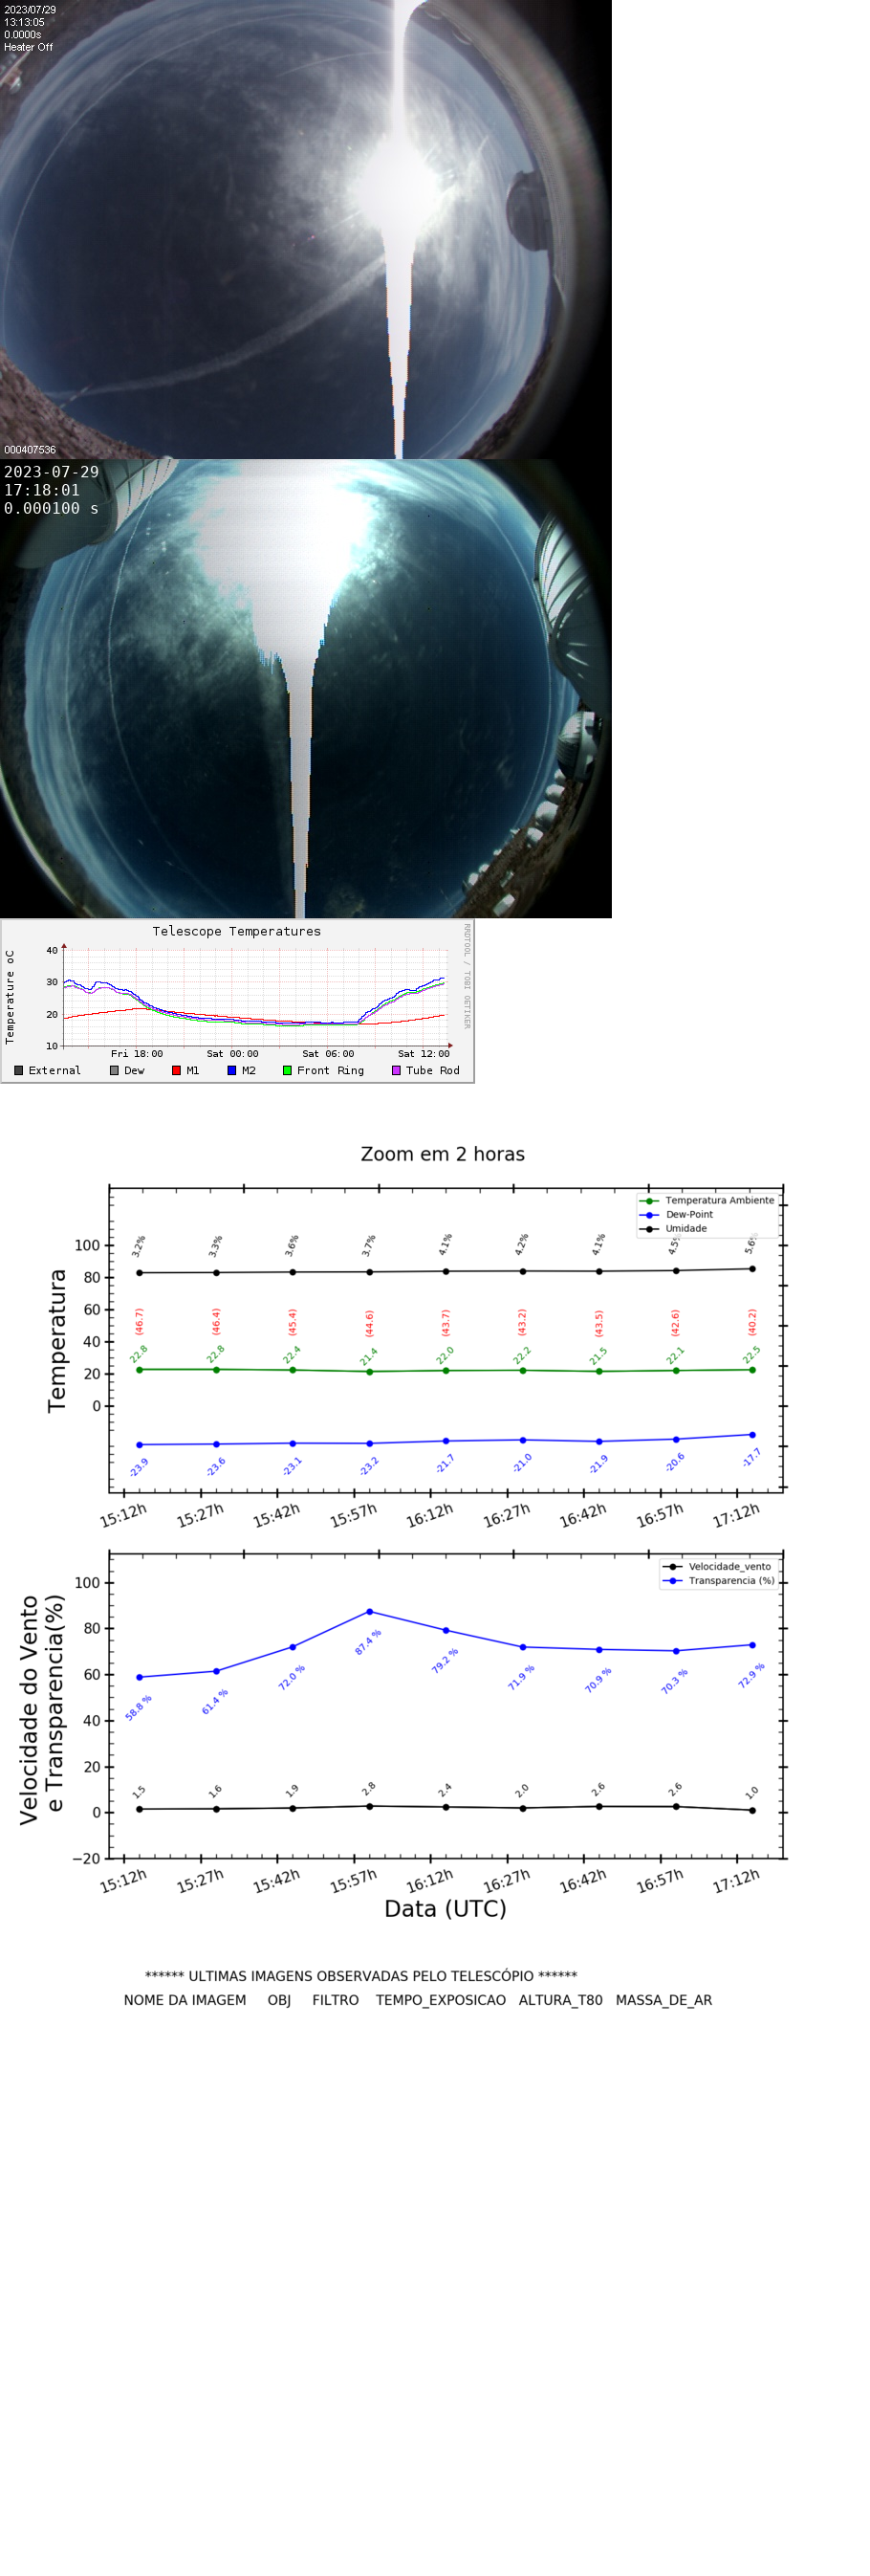 2023/07/29
13:13:05
0.0000s
Heater Off
000407536
2023-07-29
17:18:01
0.000100 s
Telescope Temperatures
RRDTOOL / TOBI OETIKER
Temperature oC
40
30
20
10
Fri 18:00 Sat 00:00 Sat 06:00 Sat 12:00
External Dew M1 M2 Front Ring Tube Rod
Zoom em 2 horas
Temperatura Ambiente
Dew-Point
Umidade
Temperatura
100
80
60
40
20
0
3.2% 3.3% 3.6% 3.7% 4.1% 4.2% 4.1% 4.5% 5.6%
(46.7) (46.4) (45.4) (44.6) (43.7) (43.2) (43.5) (42.6) (40.2)
22.8 22.8 22.4 21.4 22.0 22.2 21.5 22.1 22.5
-23.9 -23.6 -23.1 -23.2 -21.7 -21.0 -21.9 -20.6 -17.7
15:12h 15:27h 15:42h 15:57h 16:12h 16:27h 16:42h 16:57h 17:12h
Velocidade_vento
Transparencia (%)
Velocidade do Vento
e Transparencia(%)
100
80
60
40
20
0
−20
58.8 % 61.4 % 72.0 % 87.4 % 79.2 % 71.9 % 70.9 % 70.3 % 72.9 %
1.5 1.6 1.9 2.8 2.4 2.0 2.6 2.6 1.0
15:12h 15:27h 15:42h 15:57h 16:12h 16:27h 16:42h 16:57h 17:12h
Data (UTC)
****** ULTIMAS IMAGENS OBSERVADAS PELO TELESCÓPIO ******
NOME DA IMAGEM OBJ FILTRO TEMPO_EXPOSICAO ALTURA_T80 MASSA_DE_AR